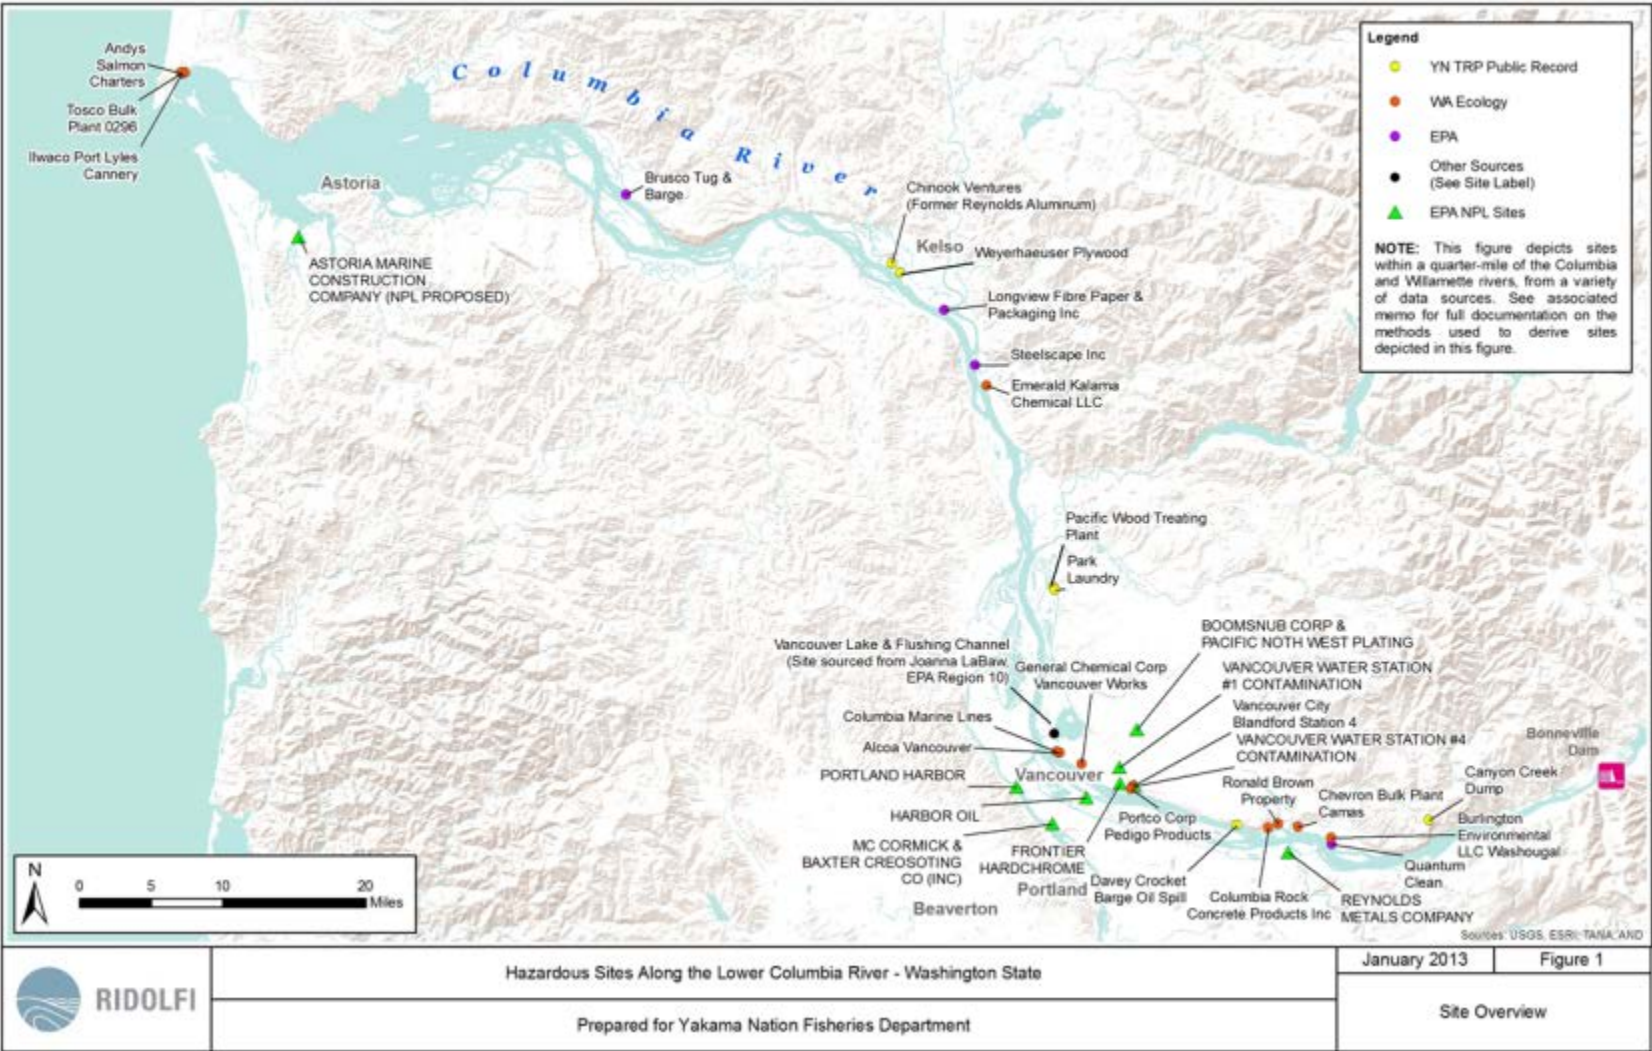 Andys
Salmon
Charters
Tosco Bulk
Plant 0296
Ilwaco Port Lyles
Cannery
Columbia River
Astoria
ASTORIA MARINE
CONSTRUCTION
COMPANY (NPL PROPOSED)
Brusco Tug &
Barge
Chinook Ventures
(Former Reynolds Aluminum)
Kelso
Weyerhaeuser Plywood
Longview Fibre Paper &
Packaging Inc
Steelscape Inc
Emerald Kalama
Chemical LLC
Legend
YN TRP Public Record
WA Ecology
EPA
Other Sources
(See Site Label)
EPA NPL Sites
NOTE: This figure depicts sites
within a quarter-mile of the Columbia
and Willamette rivers, from a variety
of data sources. See associated
memo for full documentation on the
methods used to derive sites
depicted in this figure.
Pacific Wood Treating
Plant
Park
Laundry
Vancouver Lake & Flushing Channel
(Site sourced from Joanna LaBaw,
EPA Region 10)
General Chemical Corp
Vancouver Works
BOOMSNUB CORP &
PACIFIC NOTH WEST PLATING
VANCOUVER WATER STATION
#1 CONTAMINATION
Vancouver City
Blandford Station 4
VANCOUVER WATER STATION #4
CONTAMINATION
Columbia Marine Lines
Alcoa Vancouver
PORTLAND HARBOR
Vancouver
HARBOR OIL
MC CORMICK &
BAXTER CREOSOTING
CO (INC)
FRONTIER
HARDCHROME
Portland
Beaverton
Portco Corp
Pedigo Products
Davey Crocket
Barge Oil Spill
Ronald Brown
Property
Chevron Bulk Plant
Camas
Columbia Rock
Concrete Products Inc
REYNOLDS
METALS COMPANY
Quantum
Clean
Burlington
Environmental
LLC Washougal
Canyon Creek
Dump
Bonneville
Dam
N
0 5 10 20
Miles
Sources: USGS, ESRI, TANA, AND
RIDOLFI
Hazardous Sites Along the Lower Columbia River - Washington State
Prepared for Yakama Nation Fisheries Department
January 2013
Figure 1
Site Overview